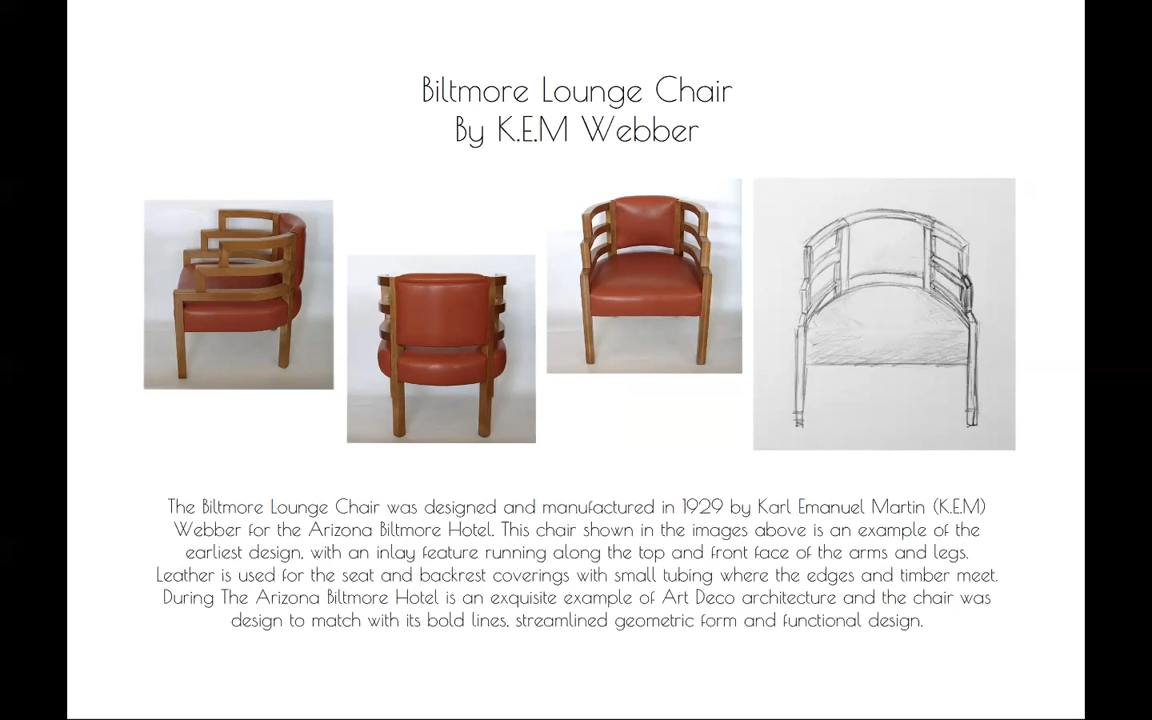 Biltmore Lounge Chair
By K.E.M Webber
The Biltmore Lounge Chair was designed and manufactured in 1929 by Karl Emanuel Martin (K.E.M)
Webber for the Arizona Biltmore Hotel. This chair shown in the images above is an example of the
earliest design, with an inlay feature running along the top and front face of the arms and legs.
Leather is used for the seat and backrest coverings with small tubing where the edges and timber meet.
During The Arizona Biltmore Hotel is an exquisite example of Art Deco architecture and the chair was
design to match with its bold lines, streamlined geometric form and functional design.